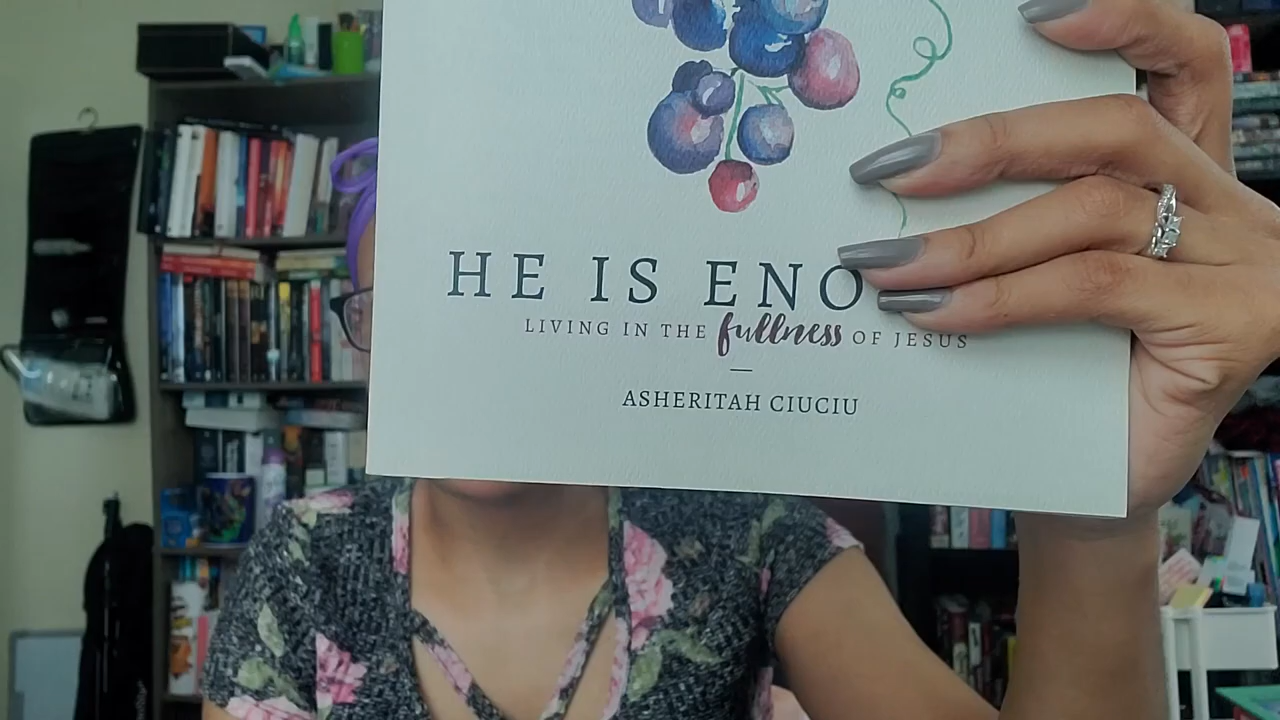 HE IS ENO
LIVING IN THE fullness OF JESUS
ASHERITAH CIUCIU